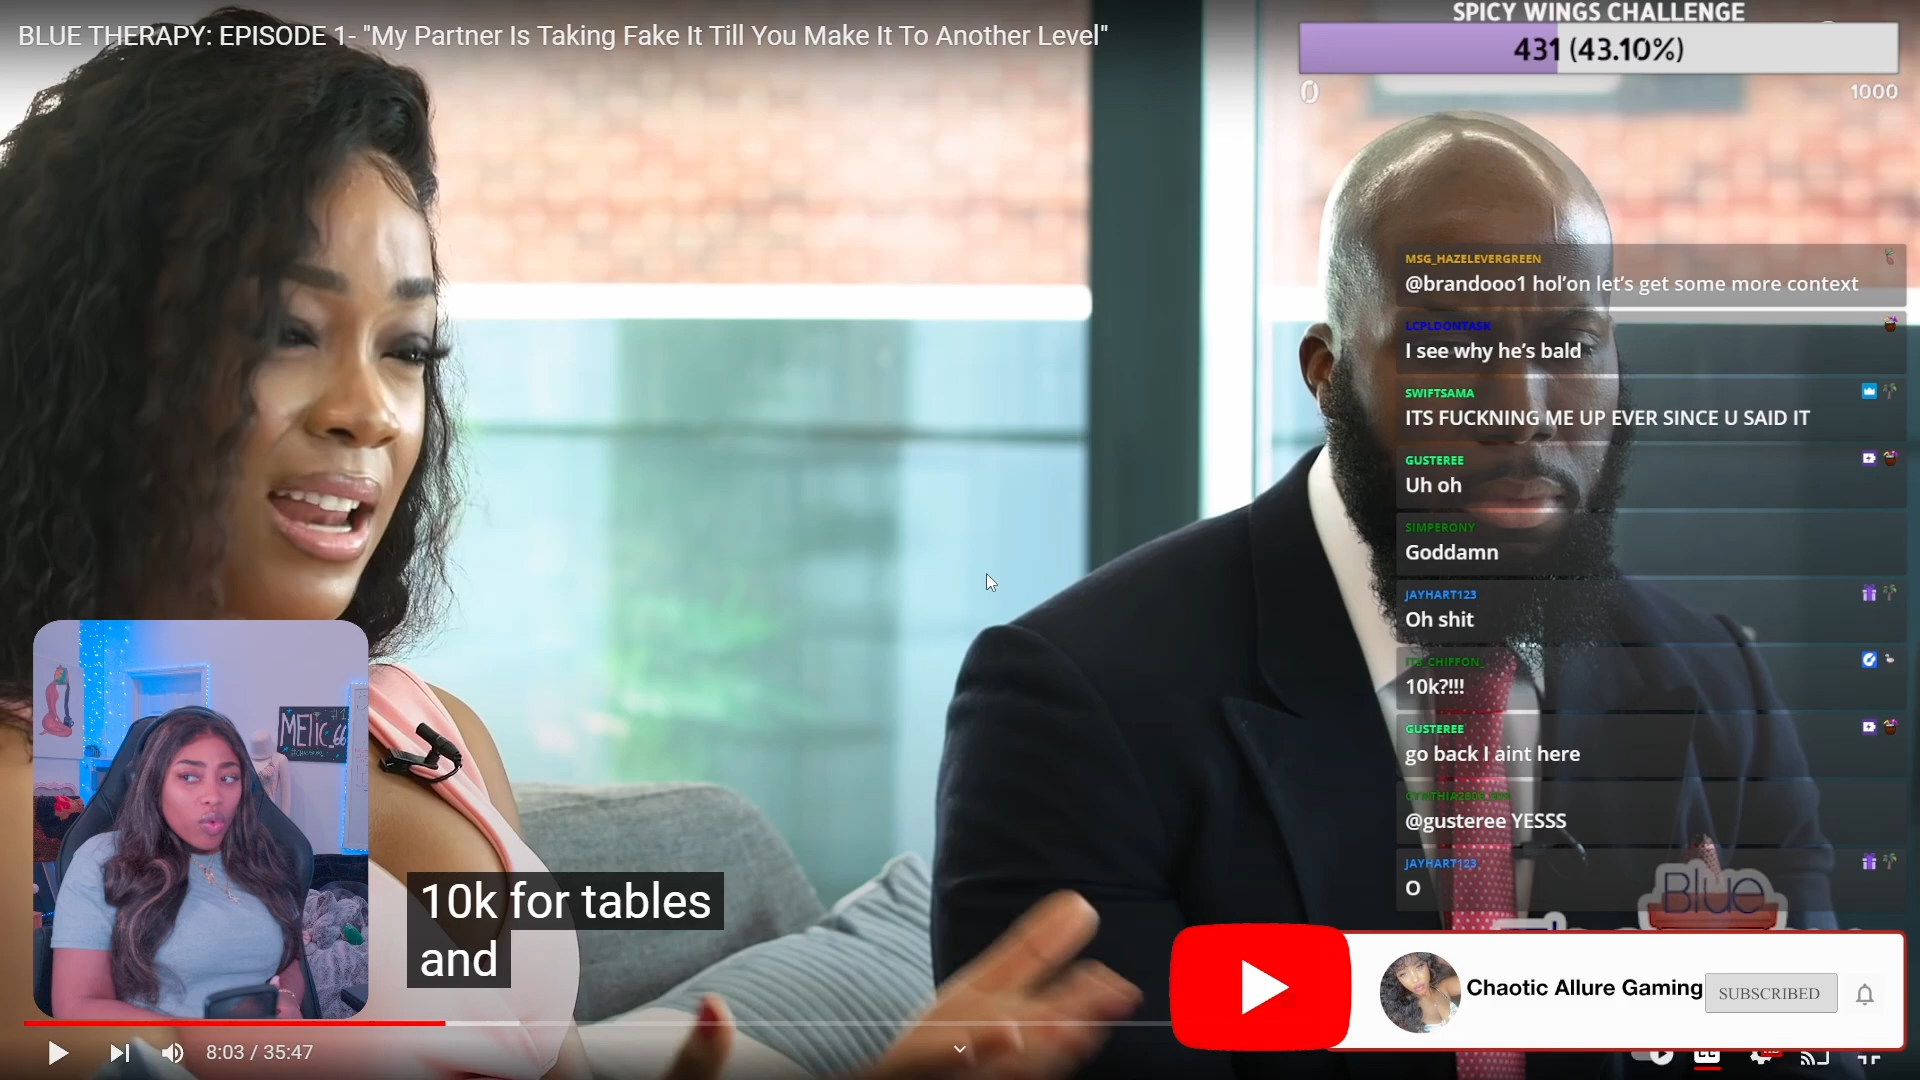 BLUE THERAPY: EPISODE 1- "My Partner Is Taking Fake It Till You Make It To Another Level"
SPICY WINGS CHALLENGE
431 (43.10%)
0
1000
MSG_HAZELEVERGREEN
@brandooo1 hol’on let’s get some more context
LCPLDONTASK
I see why he’s bald
SWIFTSAMA
ITS FUCKNING ME UP EVER SINCE U SAID IT
GUSTEREE
Uh oh
SIMPERONY
Goddamn
JAYHART123
Oh shit
ITS_CHIFFON_
10k?!!!
GUSTEREE
go back I aint here
@gusteree YESSS
JAYHART123
O
MELIC_66
10k for tables
and
Blue
Chaotic Allure Gaming
SUBSCRIBED
8:03 / 35:47